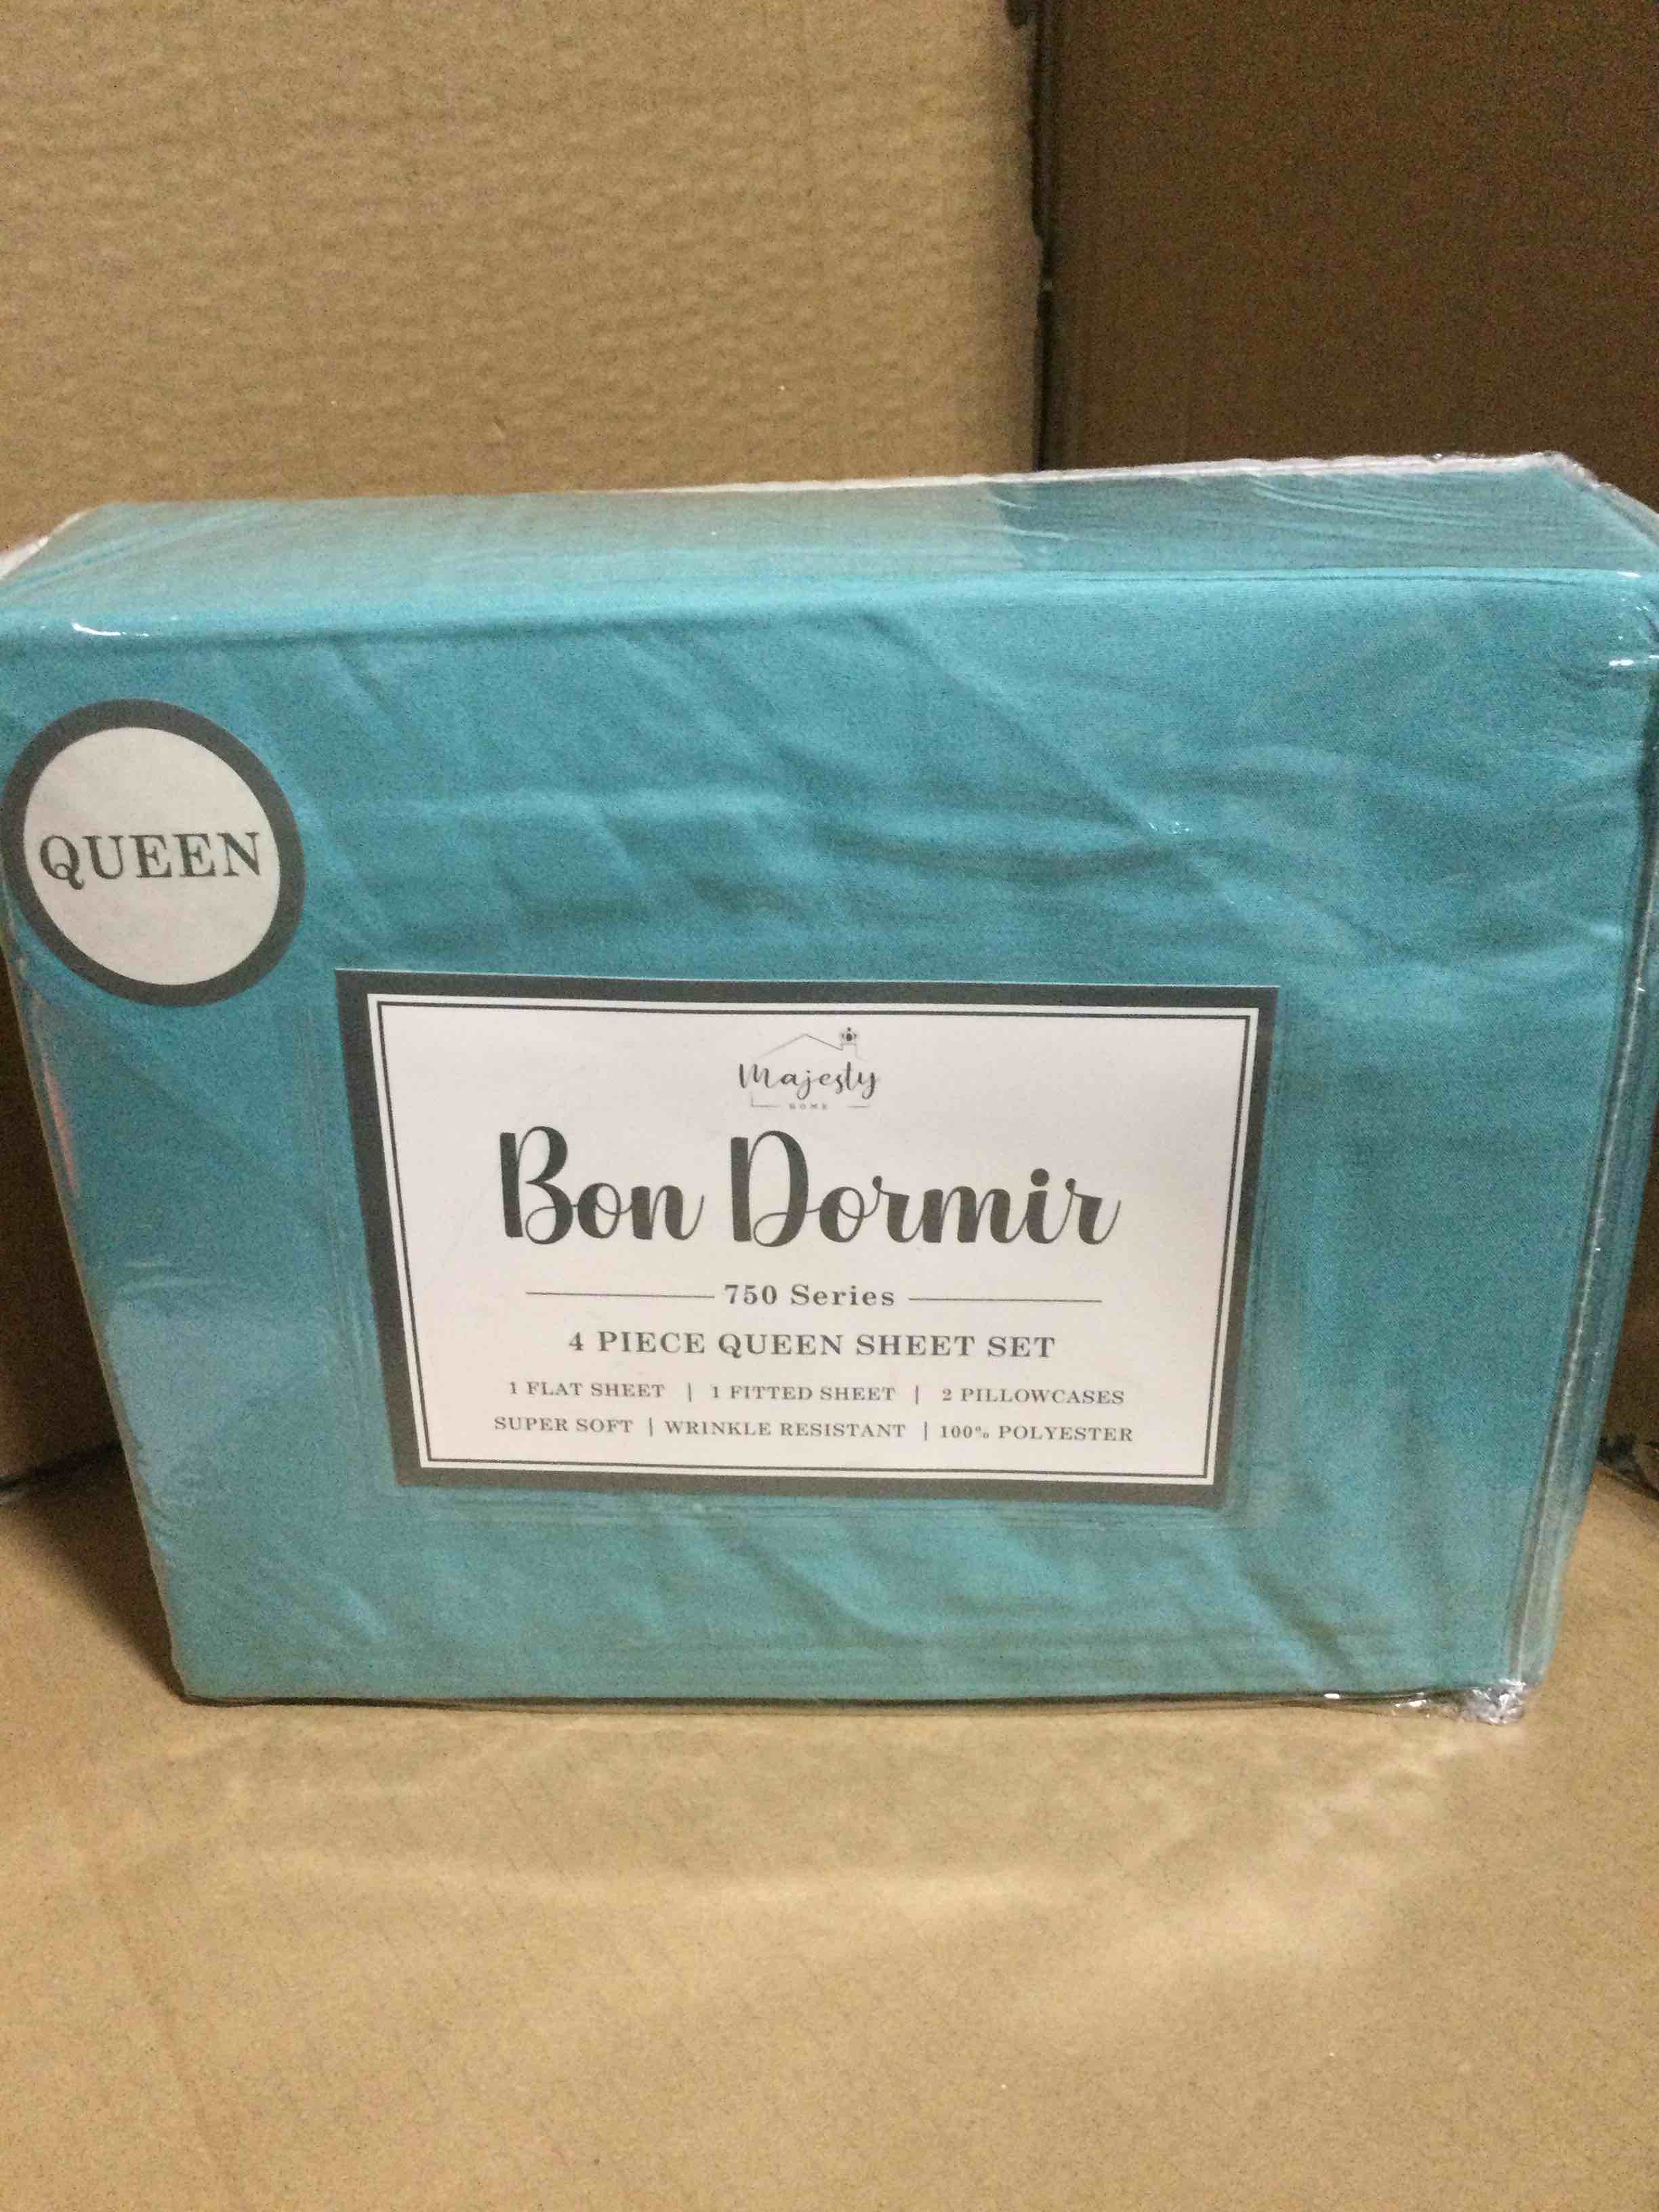 QUEEN
Majesty
HOME
Bon Dormir
750 Series
4 PIECE QUEEN SHEET SET
1 FLAT SHEET | 1 FITTED SHEET | 2 PILLOWCASES
SUPER SOFT | WRINKLE RESISTANT | 100% POLYESTER